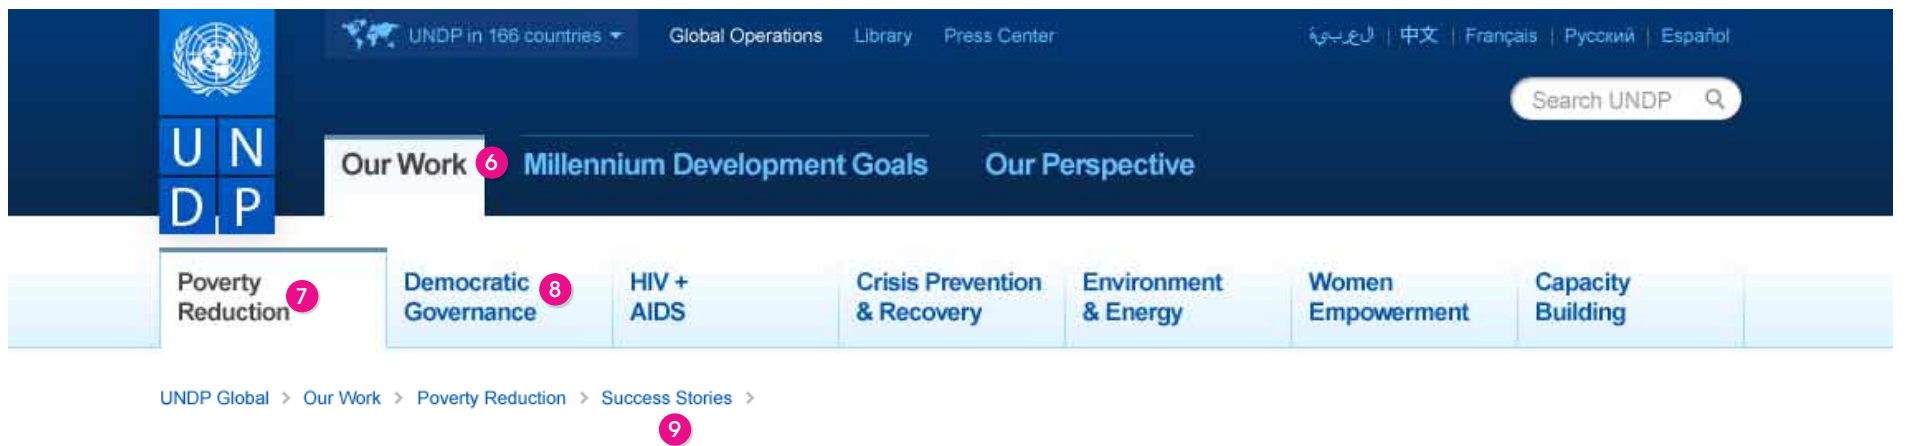 UNDP in 166 countries Global Operations Library Press Center العربية | 中文 | Français | Русский | Español
Search UNDP
U N
D P
Our Work 6 Millennium Development Goals Our Perspective
Poverty
Reduction 7
Democratic
Governance 8
HIV +
AIDS
Crisis Prevention
& Recovery
Environment
& Energy
Women
Empowerment
Capacity
Building
UNDP Global > Our Work > Poverty Reduction > Success Stories >
9